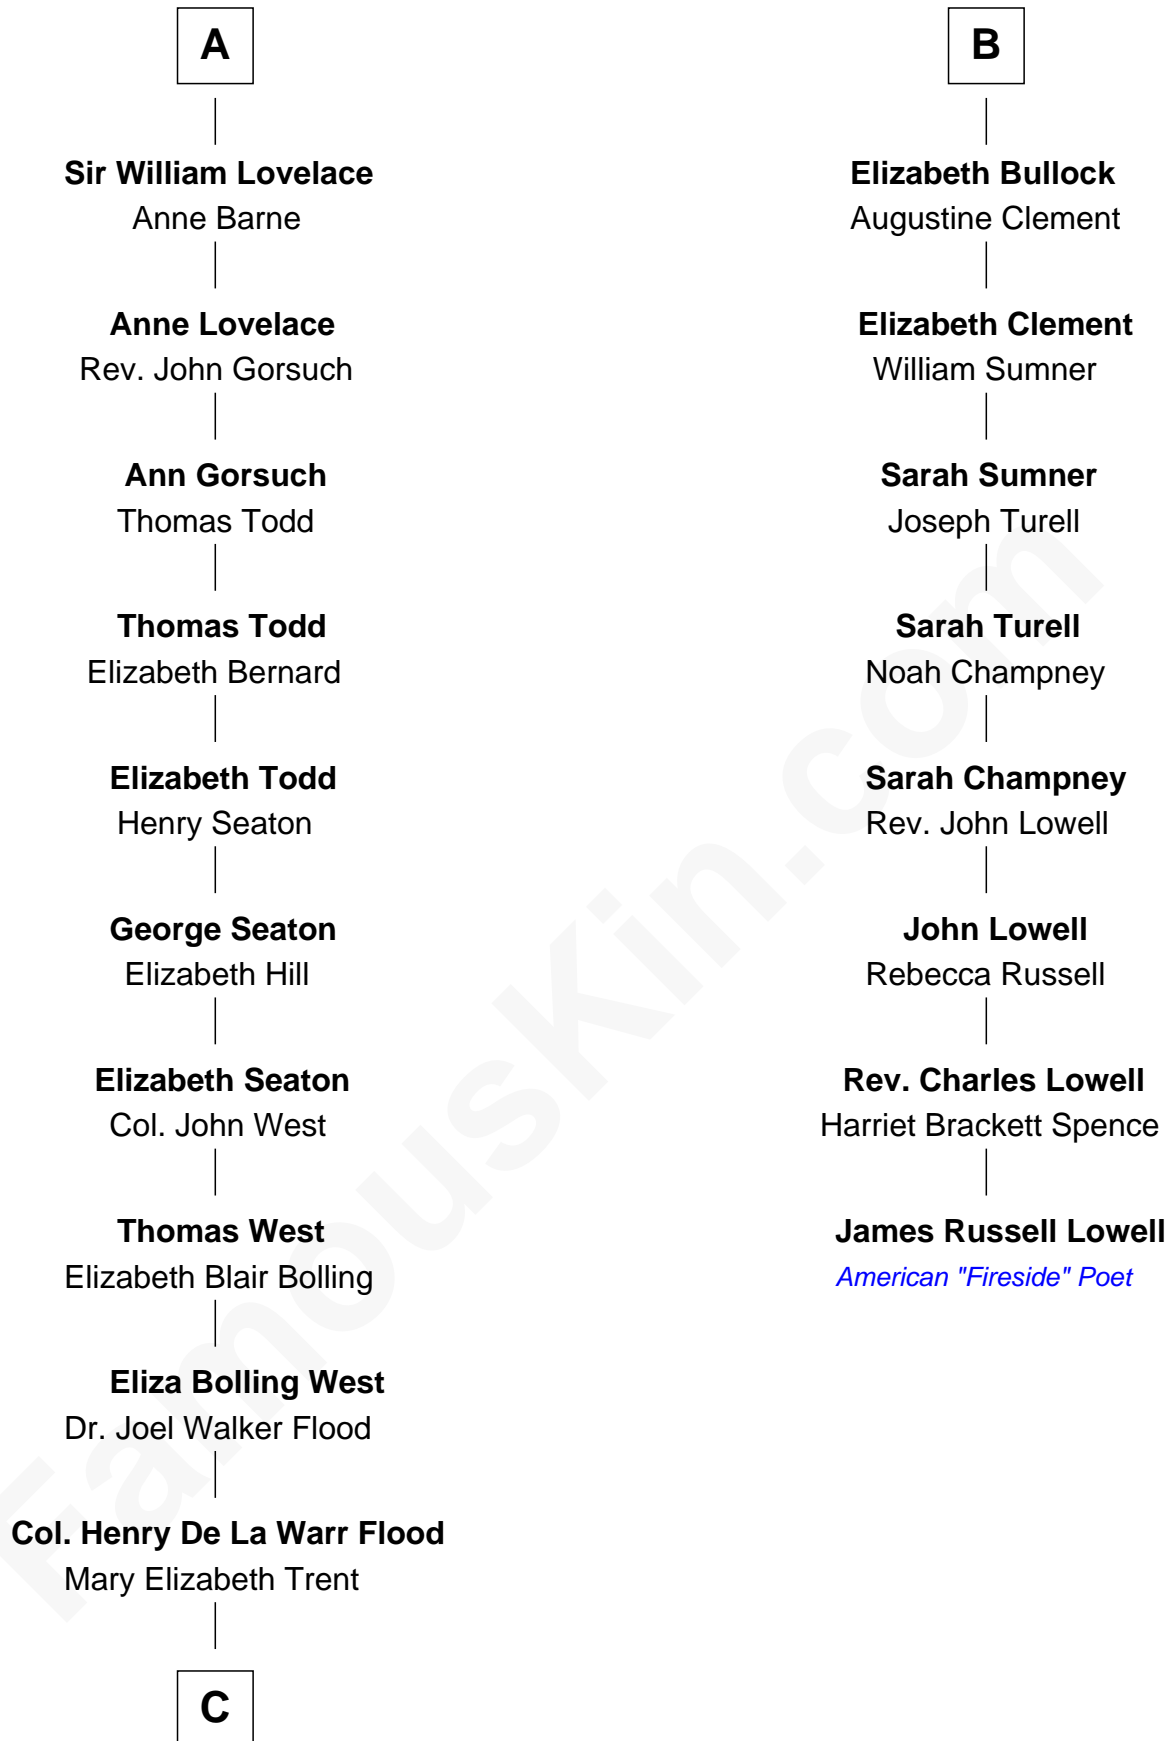 A
Sir William Lovelace
Anne Barne
Anne Lovelace
Rev. John Gorsuch
Ann Gorsuch
Thomas Todd
Thomas Todd
Elizabeth Bernard
Elizabeth Todd
Henry Seaton
George Seaton
Elizabeth Hill
Elizabeth Seaton
Col. John West
Thomas West
Elizabeth Blair Bolling
Eliza Bolling West
Dr. Joel Walker Flood
Col. Henry De La Warr Flood
Mary Elizabeth Trent
C
B
Elizabeth Bullock
Augustine Clement
Elizabeth Clement
William Sumner
Sarah Sumner
Joseph Turell
Sarah Turell
Noah Champney
Sarah Champney
Rev. John Lowell
John Lowell
Rebecca Russell
Rev. Charles Lowell
Harriet Brackett Spence
James Russell Lowell
American "Fireside" Poet
FamousKin.com